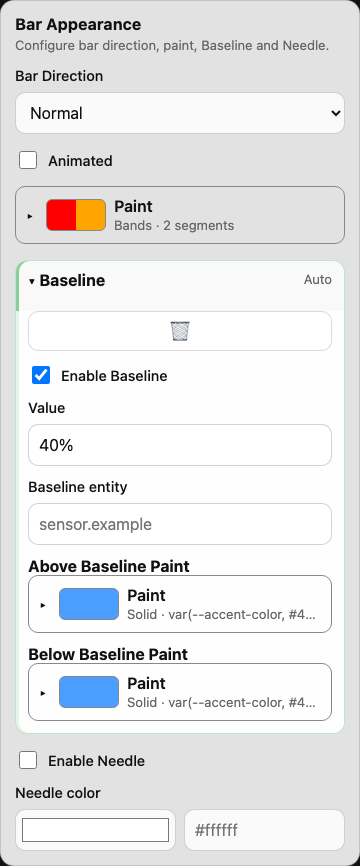 Bar Appearance
Configure bar direction, paint, Baseline and Needle.
Bar Direction
Normal
Animated
Paint
Bands · 2 segments
Baseline
Auto
Enable Baseline
Value
40%
Baseline entity
sensor.example
Above Baseline Paint
Paint
Solid · var(--accent-color, #4...
Below Baseline Paint
Paint
Solid · var(--accent-color, #4...
Enable Needle
Needle color
#ffffff